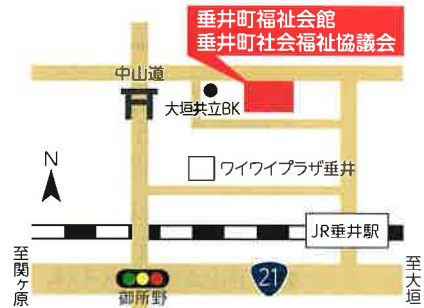 垂井町福祉会館
垂井町社会福祉協議会
中山道
大垣共立BK
N
ワイワイプラザ垂井
JR垂井駅
至関ヶ原
至大垣
21
御所野